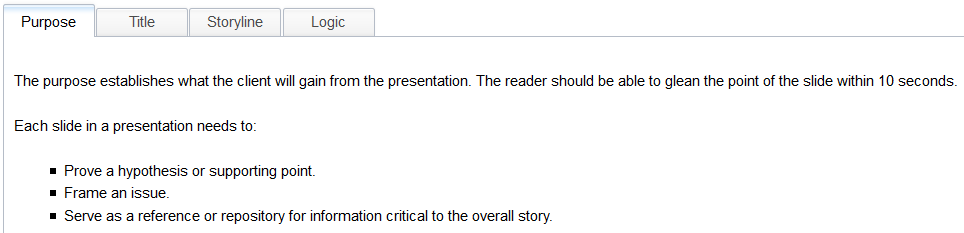 Purpose Title Storyline Logic
The purpose establishes what the client will gain from the presentation. The reader should be able to glean the point of the slide within 10 seconds.
Each slide in a presentation needs to:
▪ Prove a hypothesis or supporting point.
▪ Frame an issue.
▪ Serve as a reference or repository for information critical to the overall story.